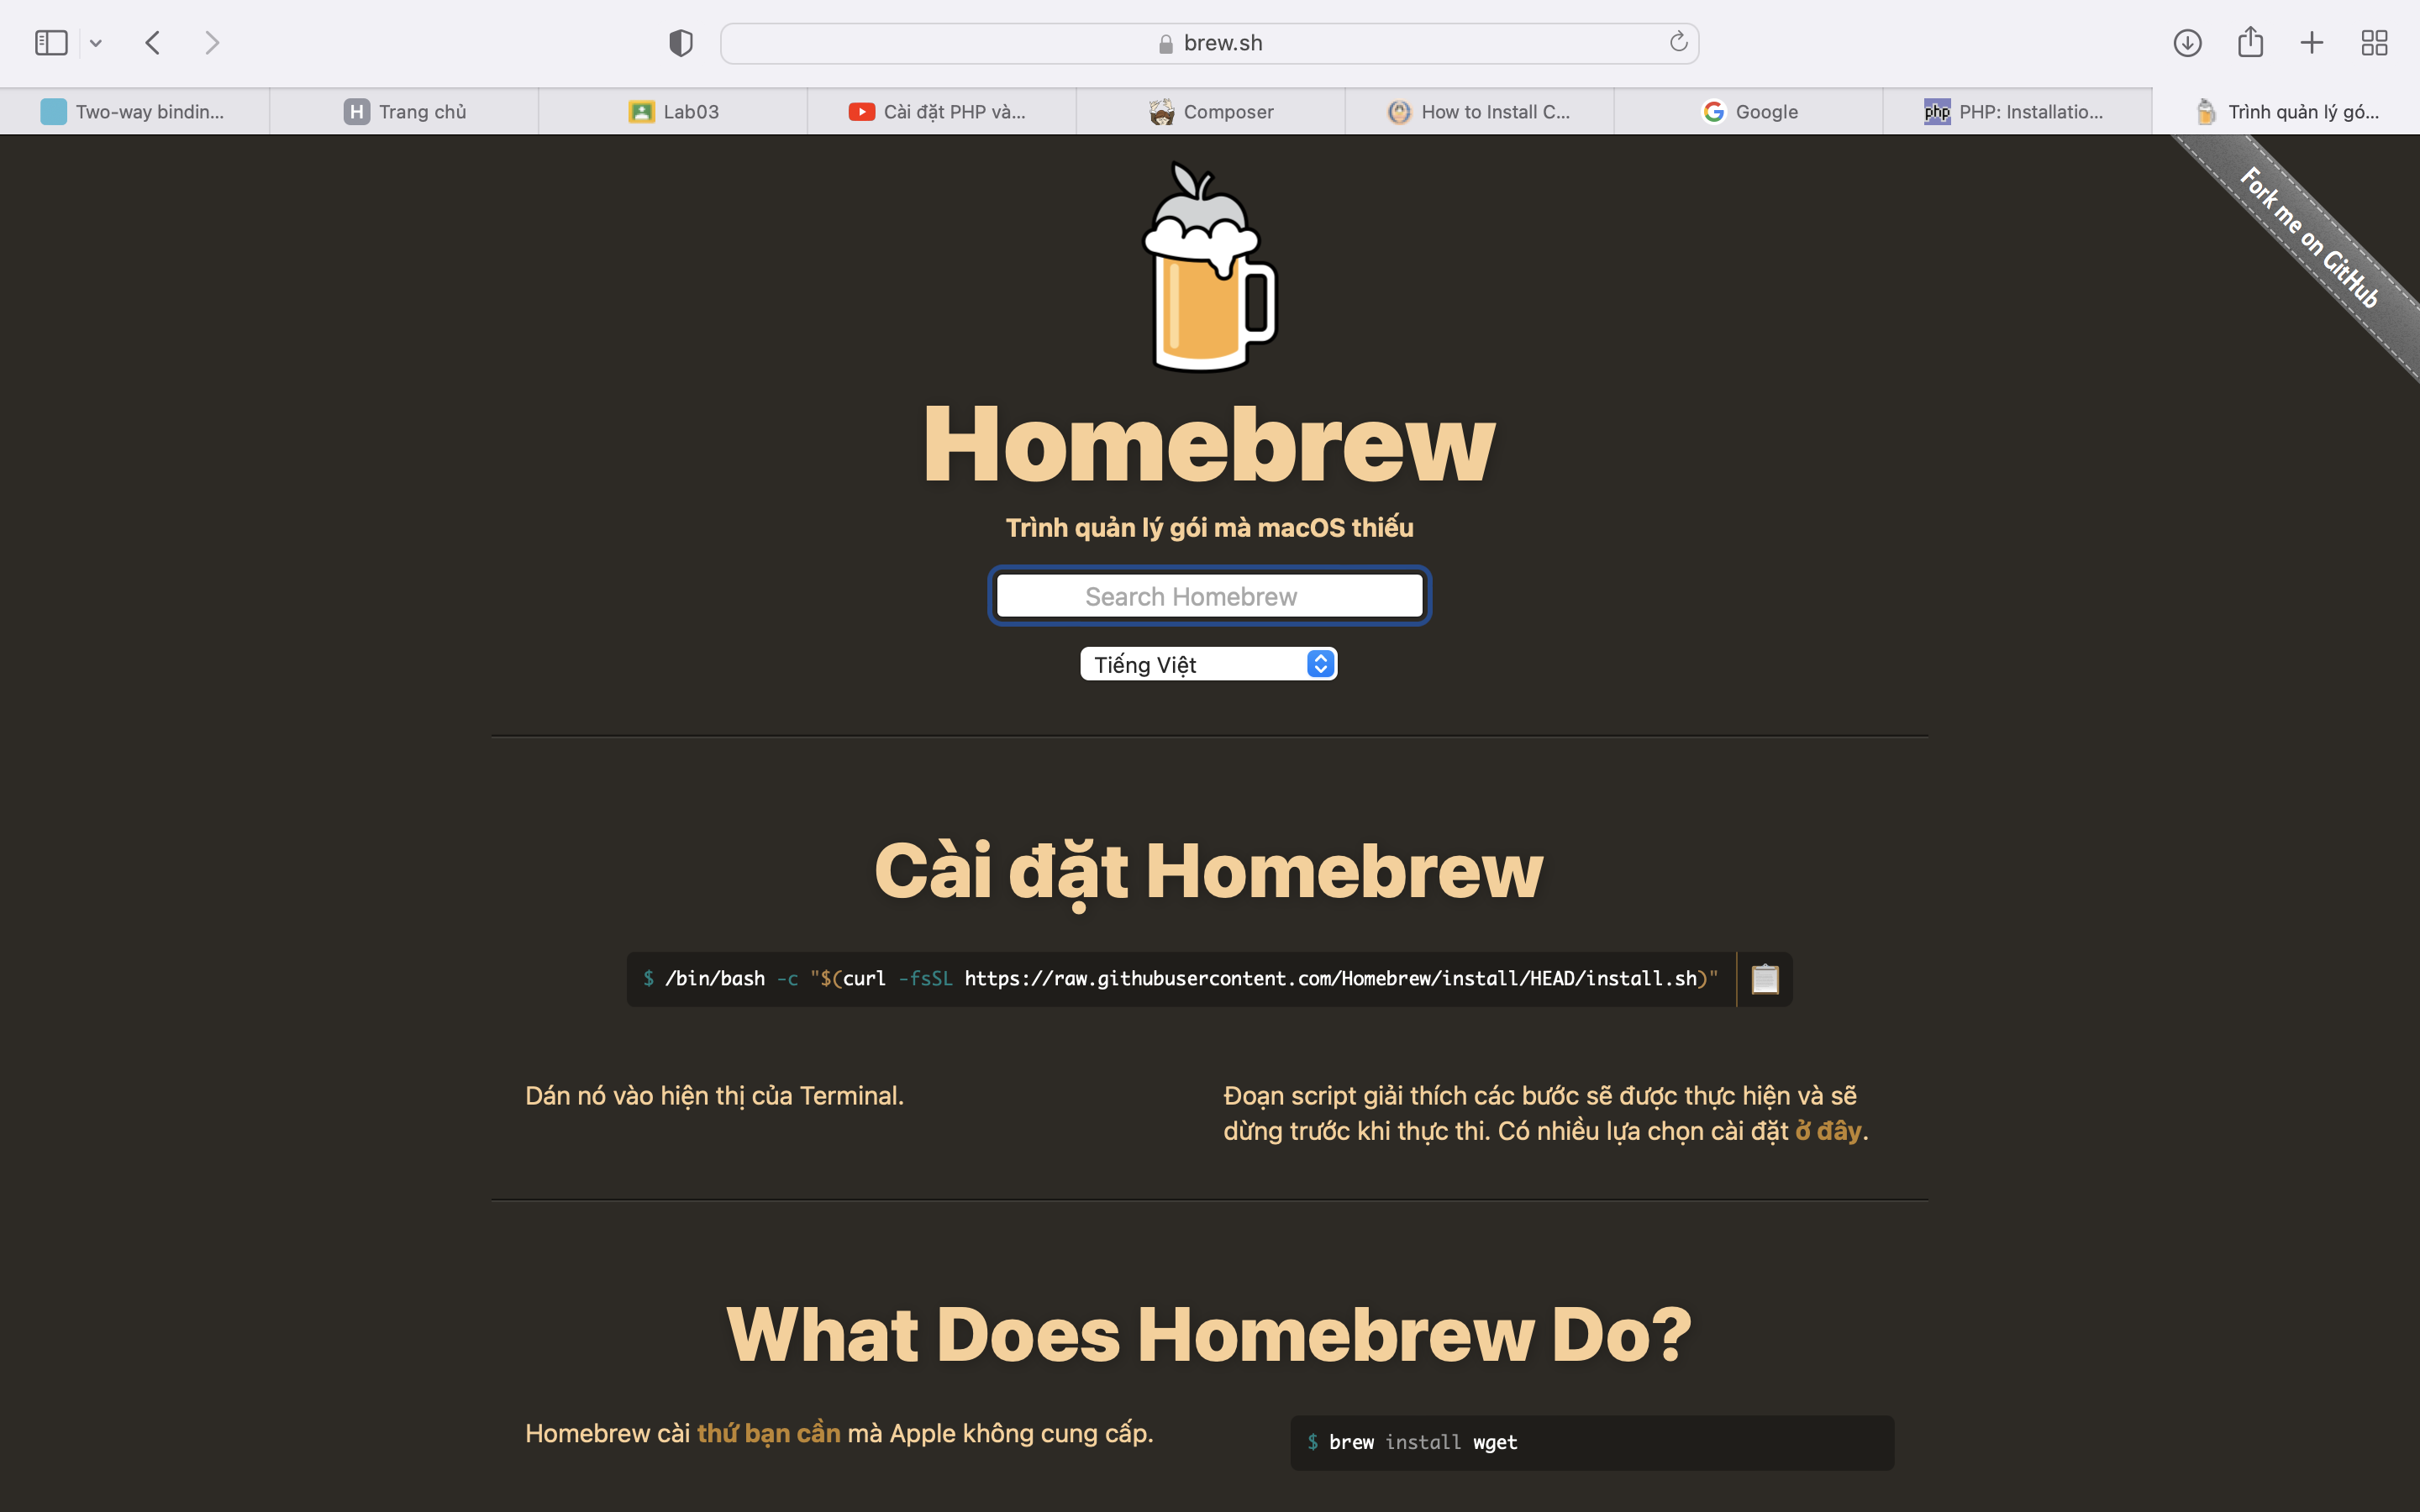 brew.sh
Two-way bindin...
H Trang chủ
Lab03
Cài đặt PHP và...
Composer
How to Install C...
Google
php PHP: Installatio...
Trình quản lý gó...
Fork me on GitHub
Homebrew
Trình quản lý gói mà macOS thiếu
Search Homebrew
Tiếng Việt
Cài đặt Homebrew
$ /bin/bash -c "$(curl -fsSL https://raw.githubusercontent.com/Homebrew/install/HEAD/install.sh)"
Dán nó vào hiện thị của Terminal.
Đoạn script giải thích các bước sẽ được thực hiện và sẽ
dừng trước khi thực thi. Có nhiều lựa chọn cài đặt ở đây.
What Does Homebrew Do?
Homebrew cài thứ bạn cần mà Apple không cung cấp.
$ brew install wget